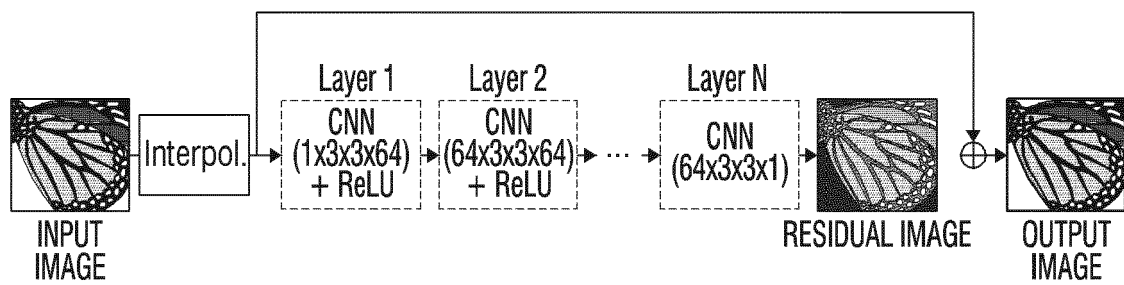 Layer 1
Layer 2
Layer N
Interpol.
CNN
(1x3x3x64)
+ ReLU
CNN
(64x3x3x64)
+ ReLU
...
CNN
(64x3x3x1)
INPUT
IMAGE
RESIDUAL IMAGE
OUTPUT
IMAGE